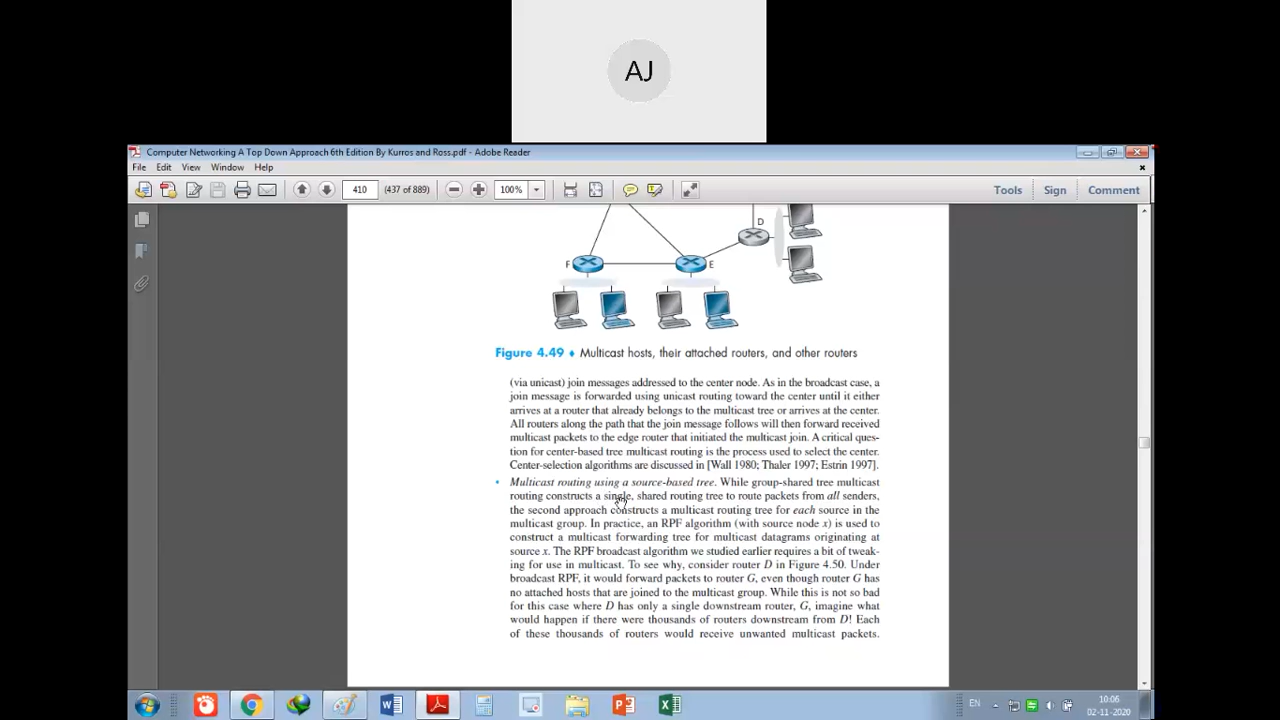 AJ
Computer Networking A Top Down Approach 6th Edition By Kurros and Ross.pdf - Adobe Reader
File Edit View Window Help
410 (437 of 889) 100% Tools Sign Comment
D
F E
Figure 4.49 ♦ Multicast hosts, their attached routers, and other routers
(via unicast) join messages addressed to the center node. As in the broadcast case, a
join message is forwarded using unicast routing toward the center until it either
arrives at a router that already belongs to the multicast tree or arrives at the center.
All routers along the path that the join message follows will then forward received
multicast packets to the edge router that initiated the multicast join. A critical ques-
tion for center-based tree multicast routing is the process used to select the center.
Center-selection algorithms are discussed in [Wall 1980; Thaler 1997; Estrin 1997].
• Multicast routing using a source-based tree. While group-shared tree multicast
routing constructs a single, shared routing tree to route packets from all senders,
the second approach constructs a multicast routing tree for each source in the
multicast group. In practice, an RPF algorithm (with source node x) is used to
construct a multicast forwarding tree for multicast datagrams originating at
source x. The RPF broadcast algorithm we studied earlier requires a bit of tweak-
ing for use in multicast. To see why, consider router D in Figure 4.50. Under
broadcast RPF, it would forward packets to router G, even though router G has
no attached hosts that are joined to the multicast group. While this is not so bad
for this case where D has only a single downstream router, G, imagine what
would happen if there were thousands of routers downstream from D! Each
of these thousands of routers would receive unwanted multicast packets.
EN 10:06
02-11-2020